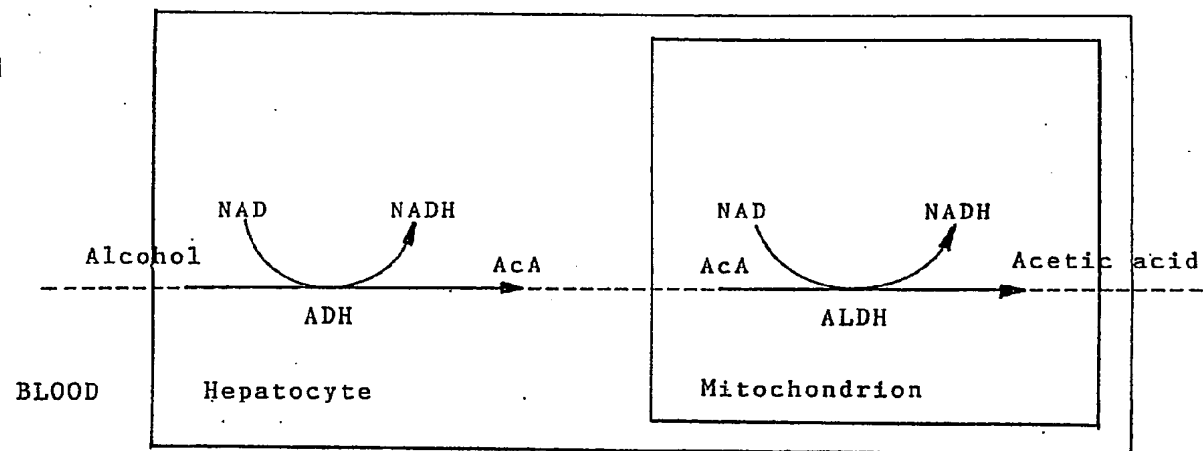 NAD NADH NAD NADH
Alcohol AcA AcA Acetic acid
ADH ALDH
BLOOD Hepatocyte Mitochondrion